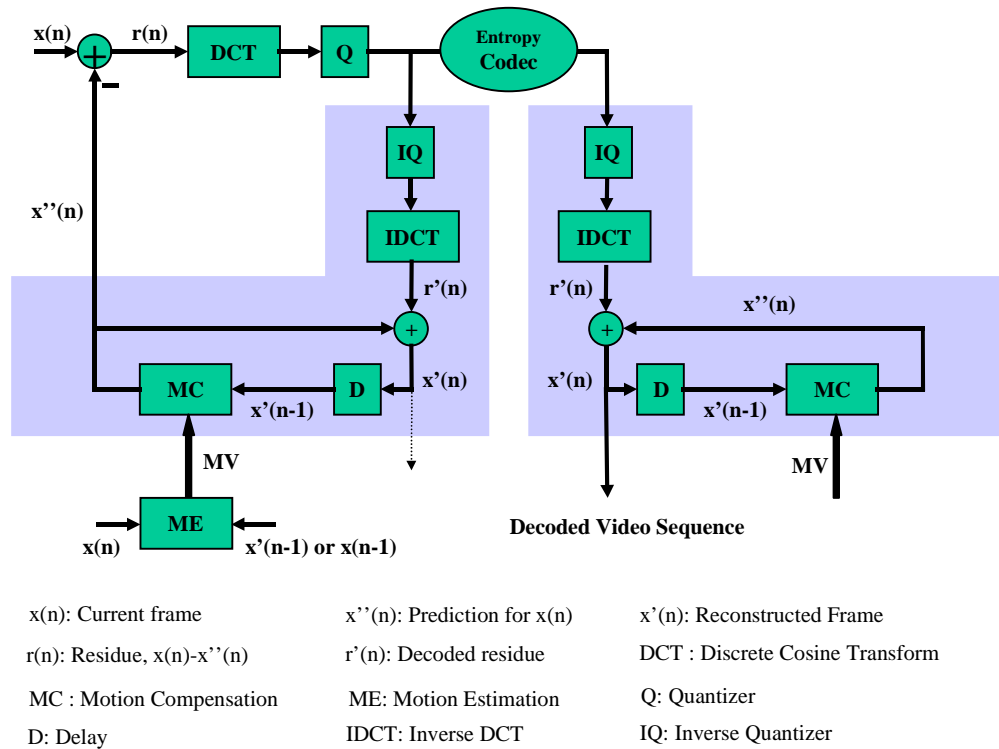 x(n)
r(n)
DCT
Q
Entropy
Codec
+
IQ
IQ
x’’(n)
IDCT
IDCT
r’(n)
r’(n)
x’’(n)
+
+
x’(n)
x’(n)
MC
D
D
MC
x’(n-1)
x’(n-1)
MV
MV
ME
Decoded Video Sequence
x(n)
x’(n-1) or x(n-1)
x(n): Current frame
x’’(n): Prediction for x(n)
x’(n): Reconstructed Frame
r(n): Residue, x(n)-x’’(n)
r’(n): Decoded residue
DCT : Discrete Cosine Transform
MC : Motion Compensation
ME: Motion Estimation
Q: Quantizer
D: Delay
IDCT: Inverse DCT
IQ: Inverse Quantizer